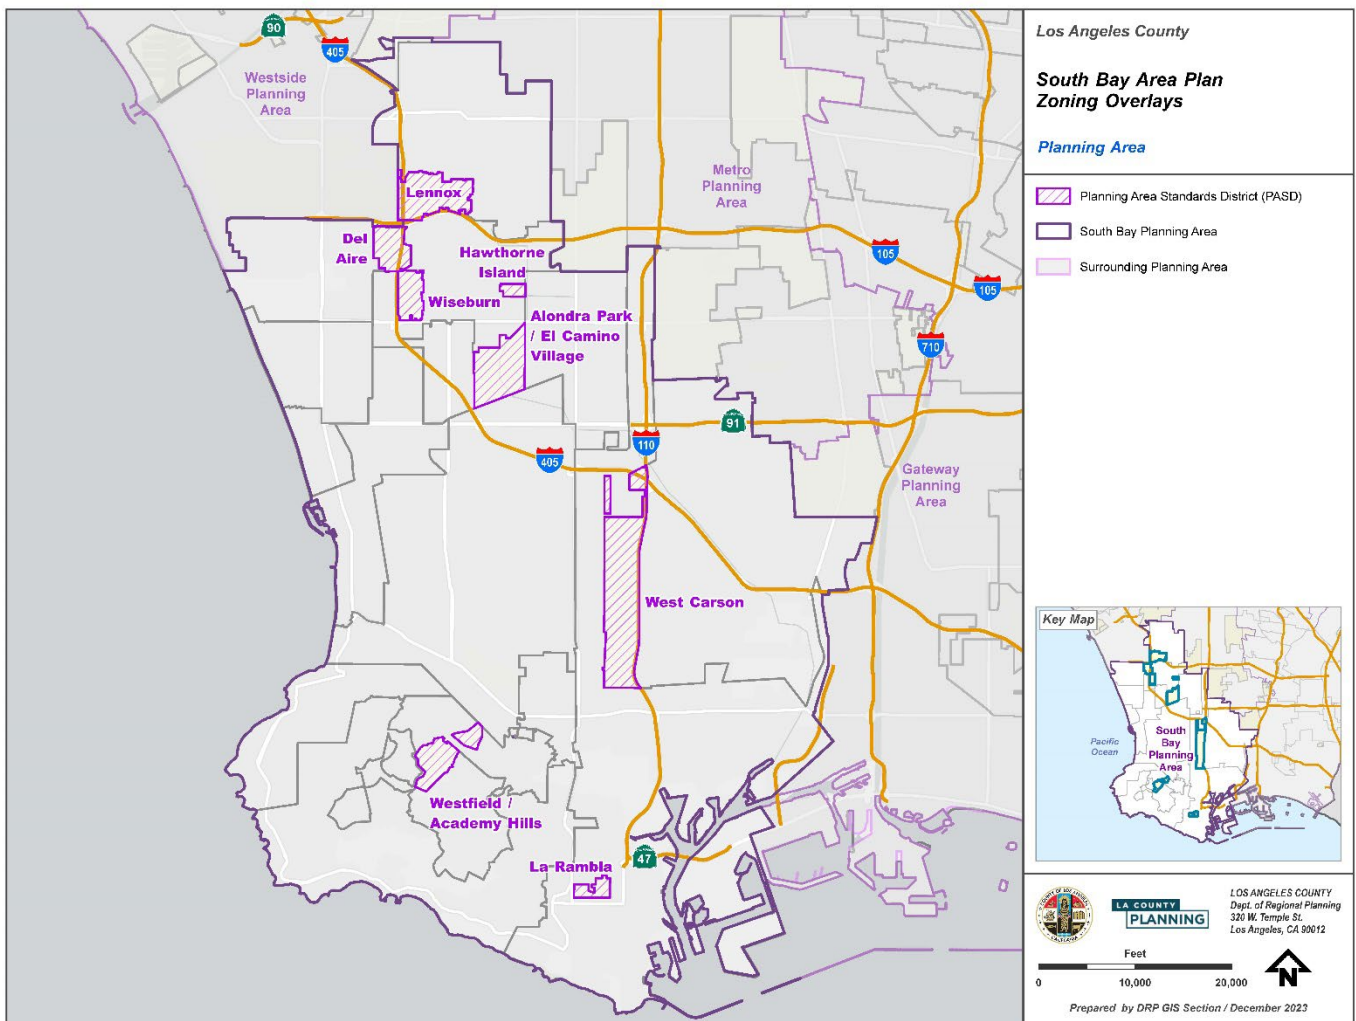 Los Angeles County
South Bay Area Plan
Zoning Overlays
Planning Area
Planning Area Standards District (PASD)
South Bay Planning Area
Surrounding Planning Area
90
405
Westside
Planning
Area
Metro
Planning
Area
Lennox
Del
Aire
Hawthorne
Island
Wiseburn
Alondra Park
/ El Camino
Village
105
105
710
91
110
405
Gateway
Planning
Area
West Carson
Westfield /
Academy Hills
La Rambla
47
Key Map
Pacific
Ocean
South
Bay
Planning
Area
COUNTY OF LOS ANGELES
CALIFORNIA
LA COUNTY
PLANNING
LOS ANGELES COUNTY
Dept. of Regional Planning
320 W. Temple St.
Los Angeles, CA 90012
Feet
0 10,000 20,000
N
Prepared by DRP GIS Section / December 2023